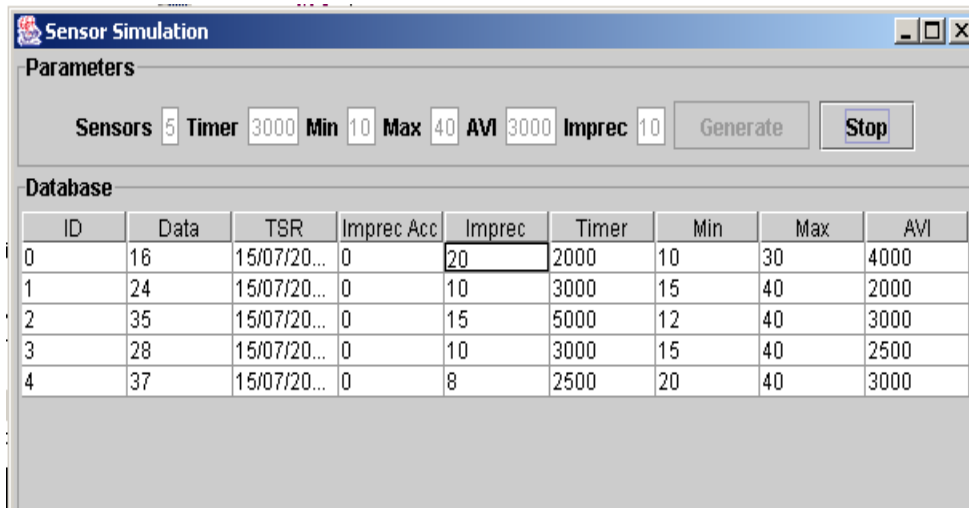 Sensor Simulation
Parameters
Sensors 5 Timer 3000 Min 10 Max 40 AVI 3000 Imprec 10 Generate Stop
Database
ID Data TSR Imprec Acc Imprec Timer Min Max AVI
0 16 15/07/20... 0 20 2000 10 30 4000
1 24 15/07/20... 0 10 3000 15 40 2000
2 35 15/07/20... 0 15 5000 12 40 3000
3 28 15/07/20... 0 10 3000 15 40 2500
4 37 15/07/20... 0 8 2500 20 40 3000